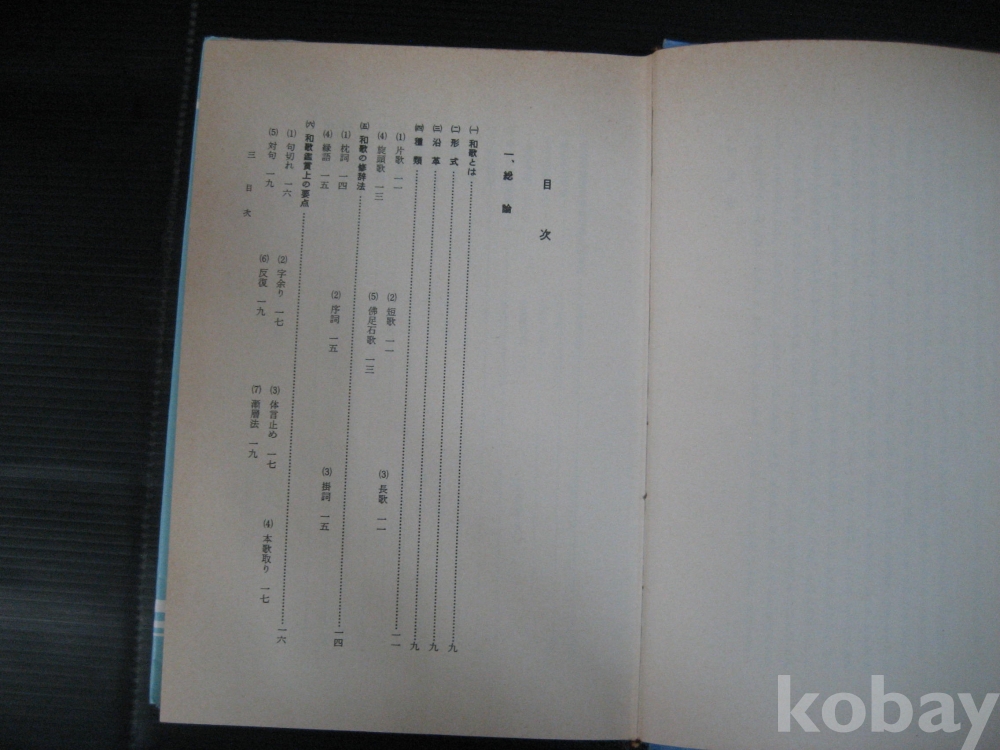 目次
一、総論
㈠ 和歌とは……九
㈡ 形式……九
㈢ 沿革……九
㈣ 種類……一一
⑴ 片歌 一一 ⑵ 短歌 一一 ⑶ 長歌 一一
⑷ 旋頭歌 一三 ⑸ 佛足石歌 一三
㈤ 和歌の修辞法……一四
⑴ 枕詞 一四 ⑵ 序詞 一五 ⑶ 掛詞 一五
⑷ 縁語 一五
㈥ 和歌鑑賞上の要点……一六
⑴ 句切れ 一六 ⑵ 字余り 一七 ⑶ 体言止め 一七 ⑷ 本歌取り 一七
⑸ 対句 一九 ⑹ 反復 一九 ⑺ 漸層法 一九
三 目次
kobay